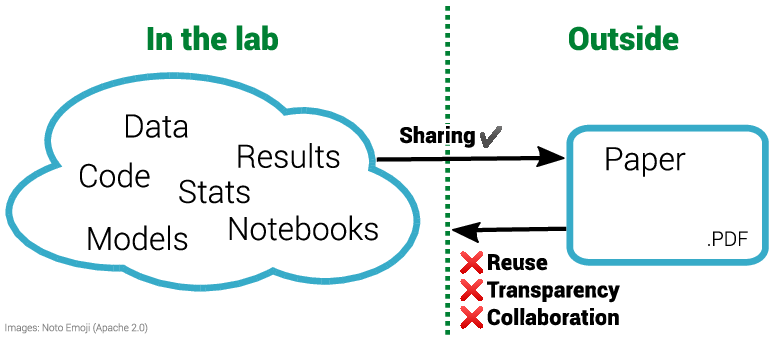 In the lab
Outside
Data
Results
Code
Stats
Models
Notebooks
Sharing ✔
Paper
.PDF
❌ Reuse
❌ Transparency
❌ Collaboration
Images: Noto Emoji (Apache 2.0)